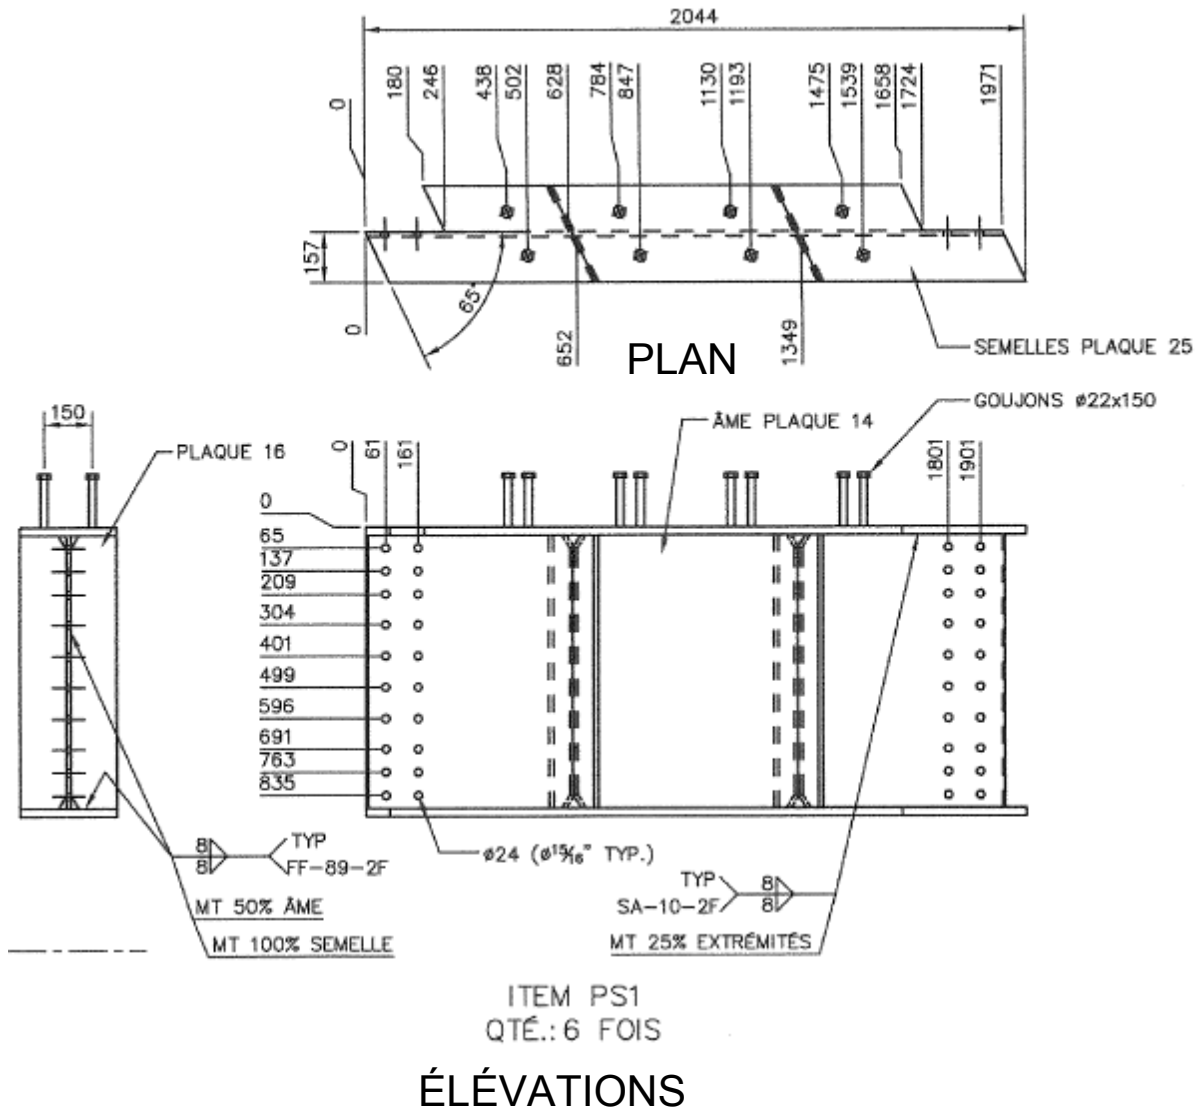 2044
0
180
246
438
502
628
784
847
1130
1193
1475
1539
1658
1724
1971
157
65°
0
652
1349
PLAN
SEMELLES PLAQUE 25
150
PLAQUE 16
0
61
161
ÂME PLAQUE 14
GOUJONS ø22x150
1801
1901
0
65
137
209
304
401
499
596
691
763
835
ø24 (ø15/16" TYP.)
8
8
TYP
FF-89-2F
MT 50% ÂME
MT 100% SEMELLE
TYP
SA-10-2F
8
8
MT 25% EXTRÉMITÉS
ITEM PS1
QTÉ.: 6 FOIS
ÉLÉVATIONS